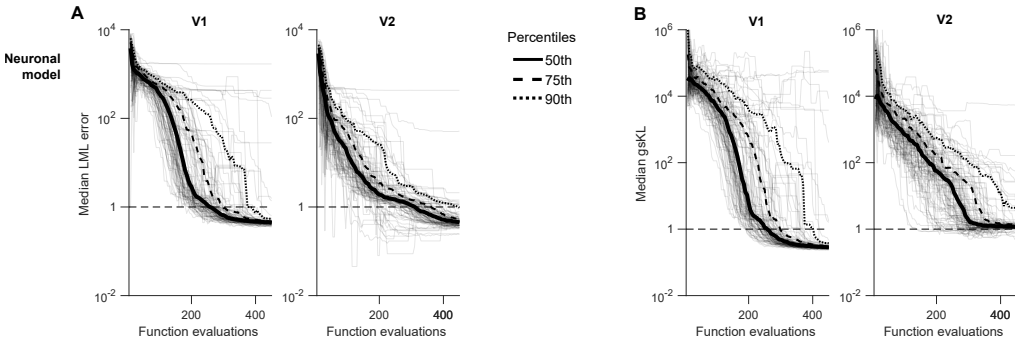 A
V1
V2
Neuronal
model
Median LML error
10^4
10^2
1
10^-2
200
400
Function evaluations
200
400
Function evaluations
10^4
10^2
1
10^-2
Percentiles
50th
75th
90th
B
V1
V2
Median gsKL
10^6
10^4
10^2
1
10^-2
200
400
Function evaluations
10^6
10^4
10^2
1
10^-2
200
400
Function evaluations